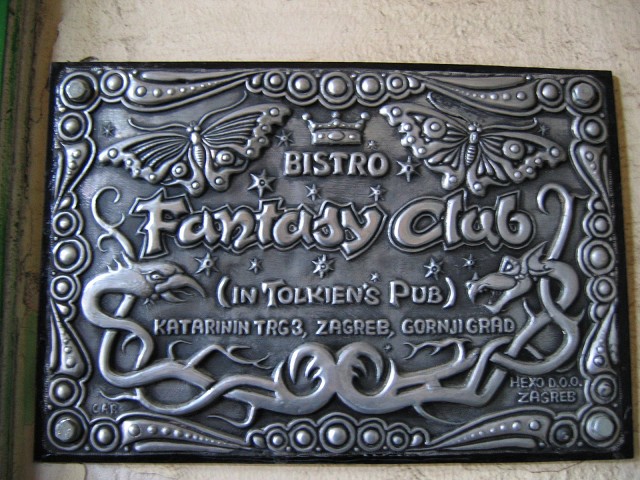 BISTRO
Fantasy Club
(IN TOLKIEN'S PUB)
KATARININ TRG 3, ZAGREB, GORNJI GRAD
HEXO D.O.O.
ZAGREB